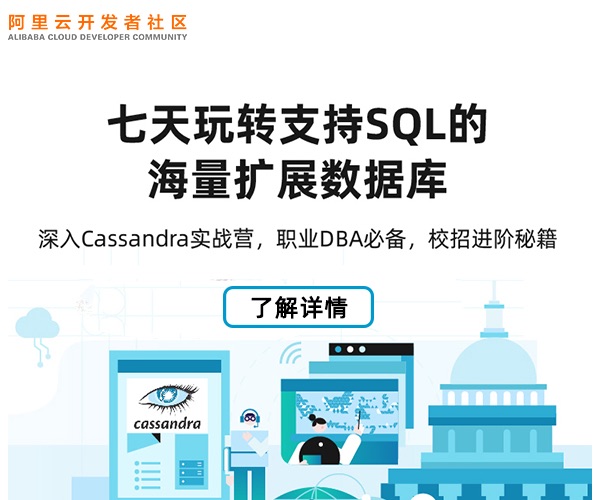 阿里云开发者社区
ALIBABA CLOUD DEVELOPER COMMUNITY
七天玩转支持SQL的
海量扩展数据库
深入Cassandra实战营，职业DBA必备，校招进阶秘籍
了解详情
cassandra